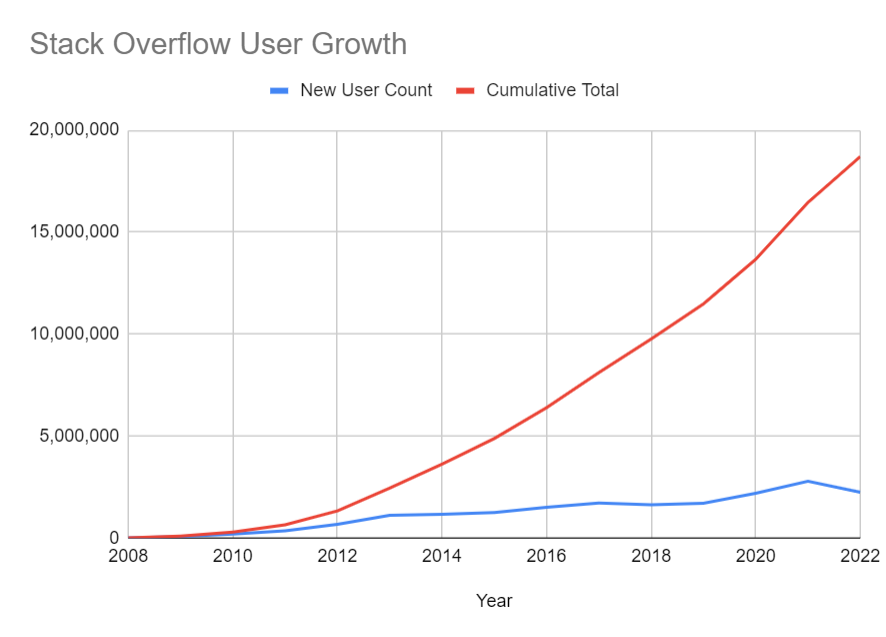 Stack Overflow User Growth
New User Count Cumulative Total
20,000,000
15,000,000
10,000,000
5,000,000
0
2008 2010 2012 2014 2016 2018 2020 2022
Year